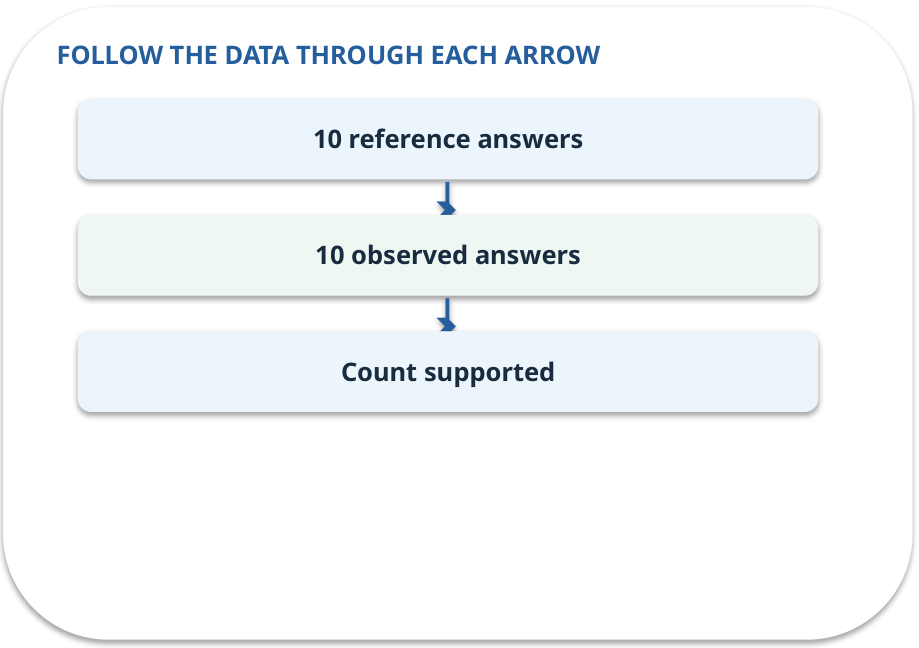 FOLLOW THE DATA THROUGH EACH ARROW
10 reference answers
10 observed answers
Count supported